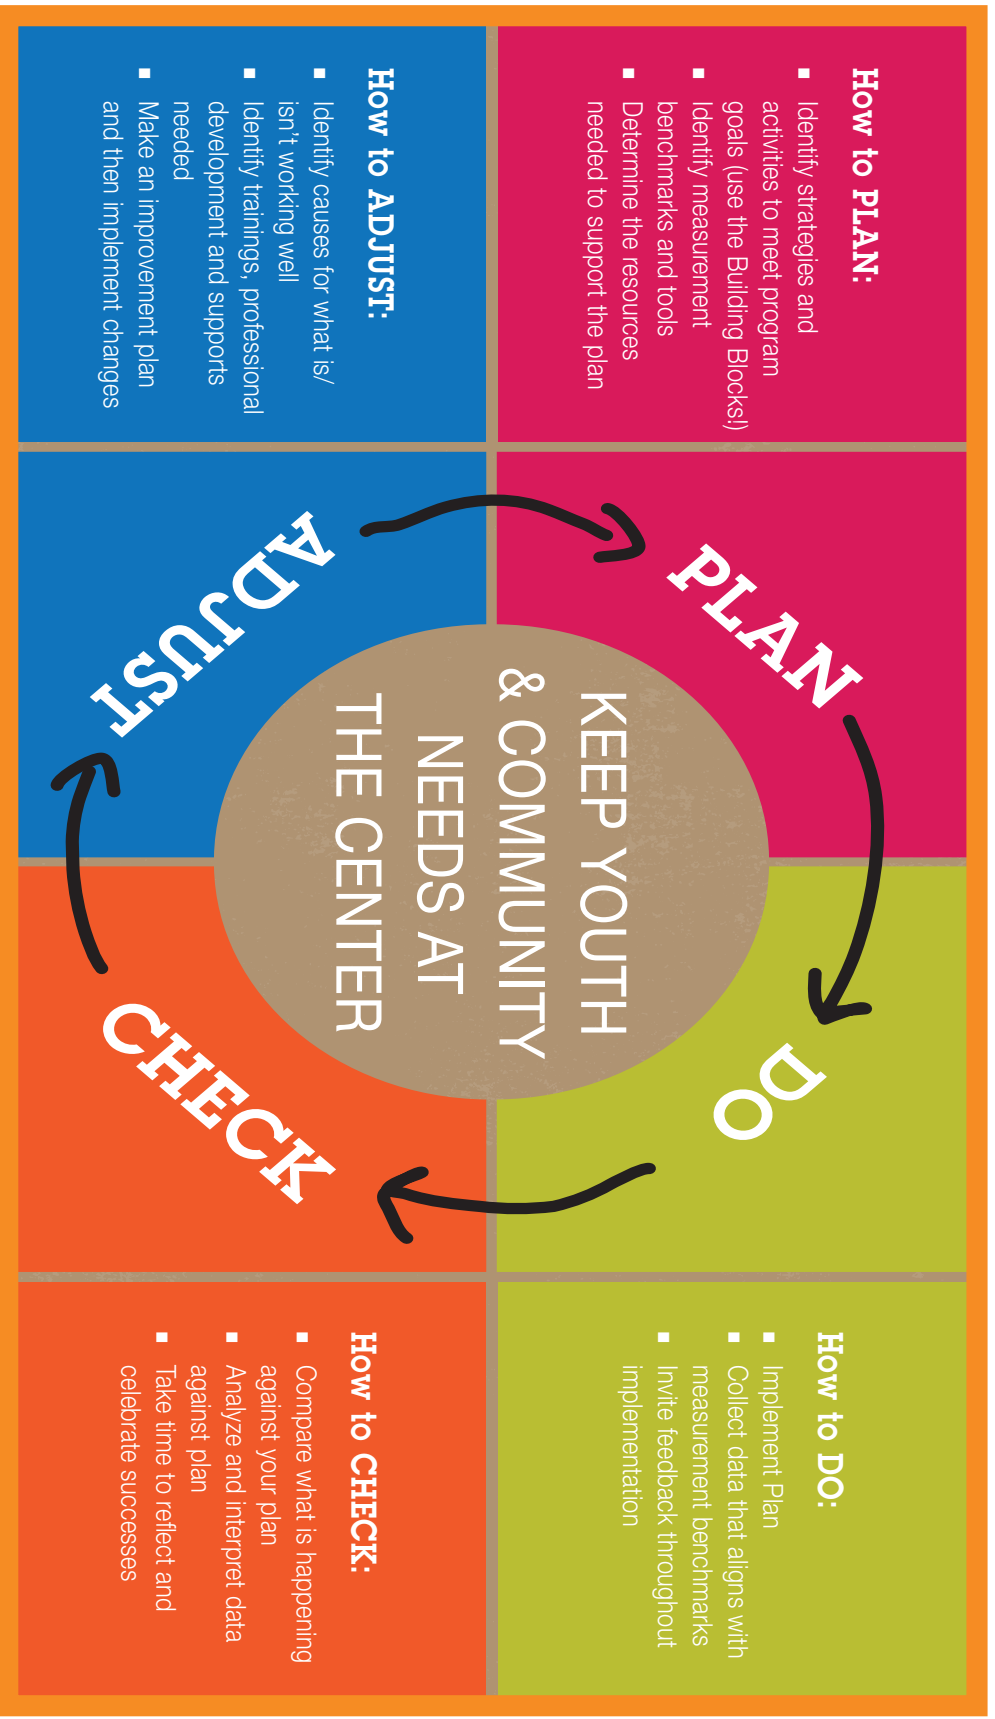 How to PLAN:
▪ Identify strategies and
activities to meet program
goals (use the Building Blocks!)
▪ Identify measurement
benchmarks and tools
▪ Determine the resources
needed to support the plan
PLAN
DO
How to DO:
▪ Implement Plan
▪ Collect data that aligns with
measurement benchmarks
▪ Invite feedback throughout
implementation
KEEP YOUTH
& COMMUNITY
NEEDS AT
THE CENTER
How to ADJUST:
▪ Identify causes for what is/
isn't working well
▪ Identify trainings, professional
development and supports
needed
▪ Make an improvement plan
and then implement changes
ADJUST
CHECK
How to CHECK:
▪ Compare what is happening
against your plan
▪ Analyze and interpret data
against plan
▪ Take time to reflect and
celebrate successes